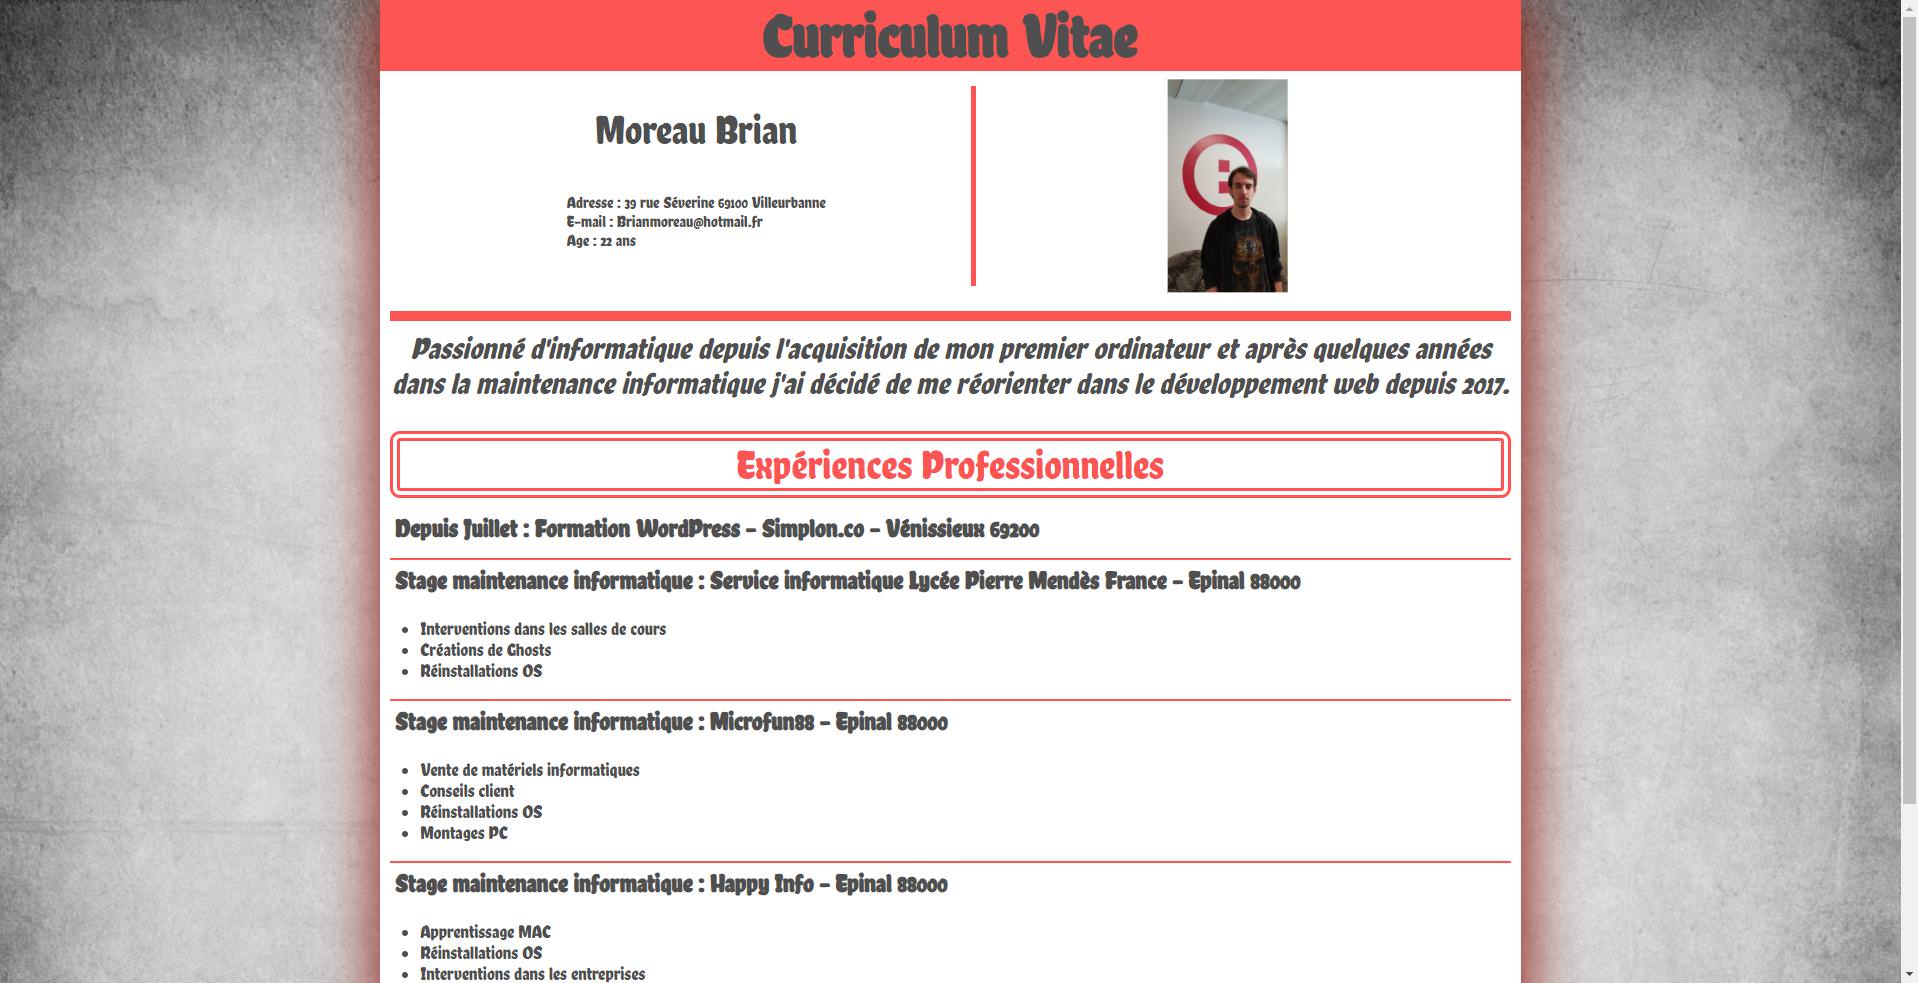 Curriculum Vitae
Moreau Brian
Adresse : 39 rue Séverine 69100 Villeurbanne
E-mail : Brianmoreau@hotmail.fr
Age : 22 ans
Passionné d'informatique depuis l'acquisition de mon premier ordinateur et après quelques années
dans la maintenance informatique j'ai décidé de me réorienter dans le développement web depuis 2017.
Expériences Professionnelles
Depuis Juillet : Formation WordPress - Simplon.co - Vénissieux 69200
Stage maintenance informatique : Service informatique Lycée Pierre Mendès France - Epinal 88000
• Interventions dans les salles de cours
• Créations de Ghosts
• Réinstallations OS
Stage maintenance informatique : Microfun88 - Epinal 88000
• Vente de matériels informatiques
• Conseils client
• Réinstallations OS
• Montages PC
Stage maintenance informatique : Happy Info - Epinal 88000
• Apprentissage MAC
• Réinstallations OS
• Interventions dans les entreprises